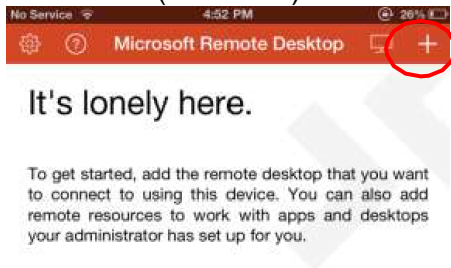 No Service 4:52 PM 26%
Microsoft Remote Desktop
It's lonely here.
To get started, add the remote desktop that you want
to connect to using this device. You can also add
remote resources to work with apps and desktops
your administrator has set up for you.